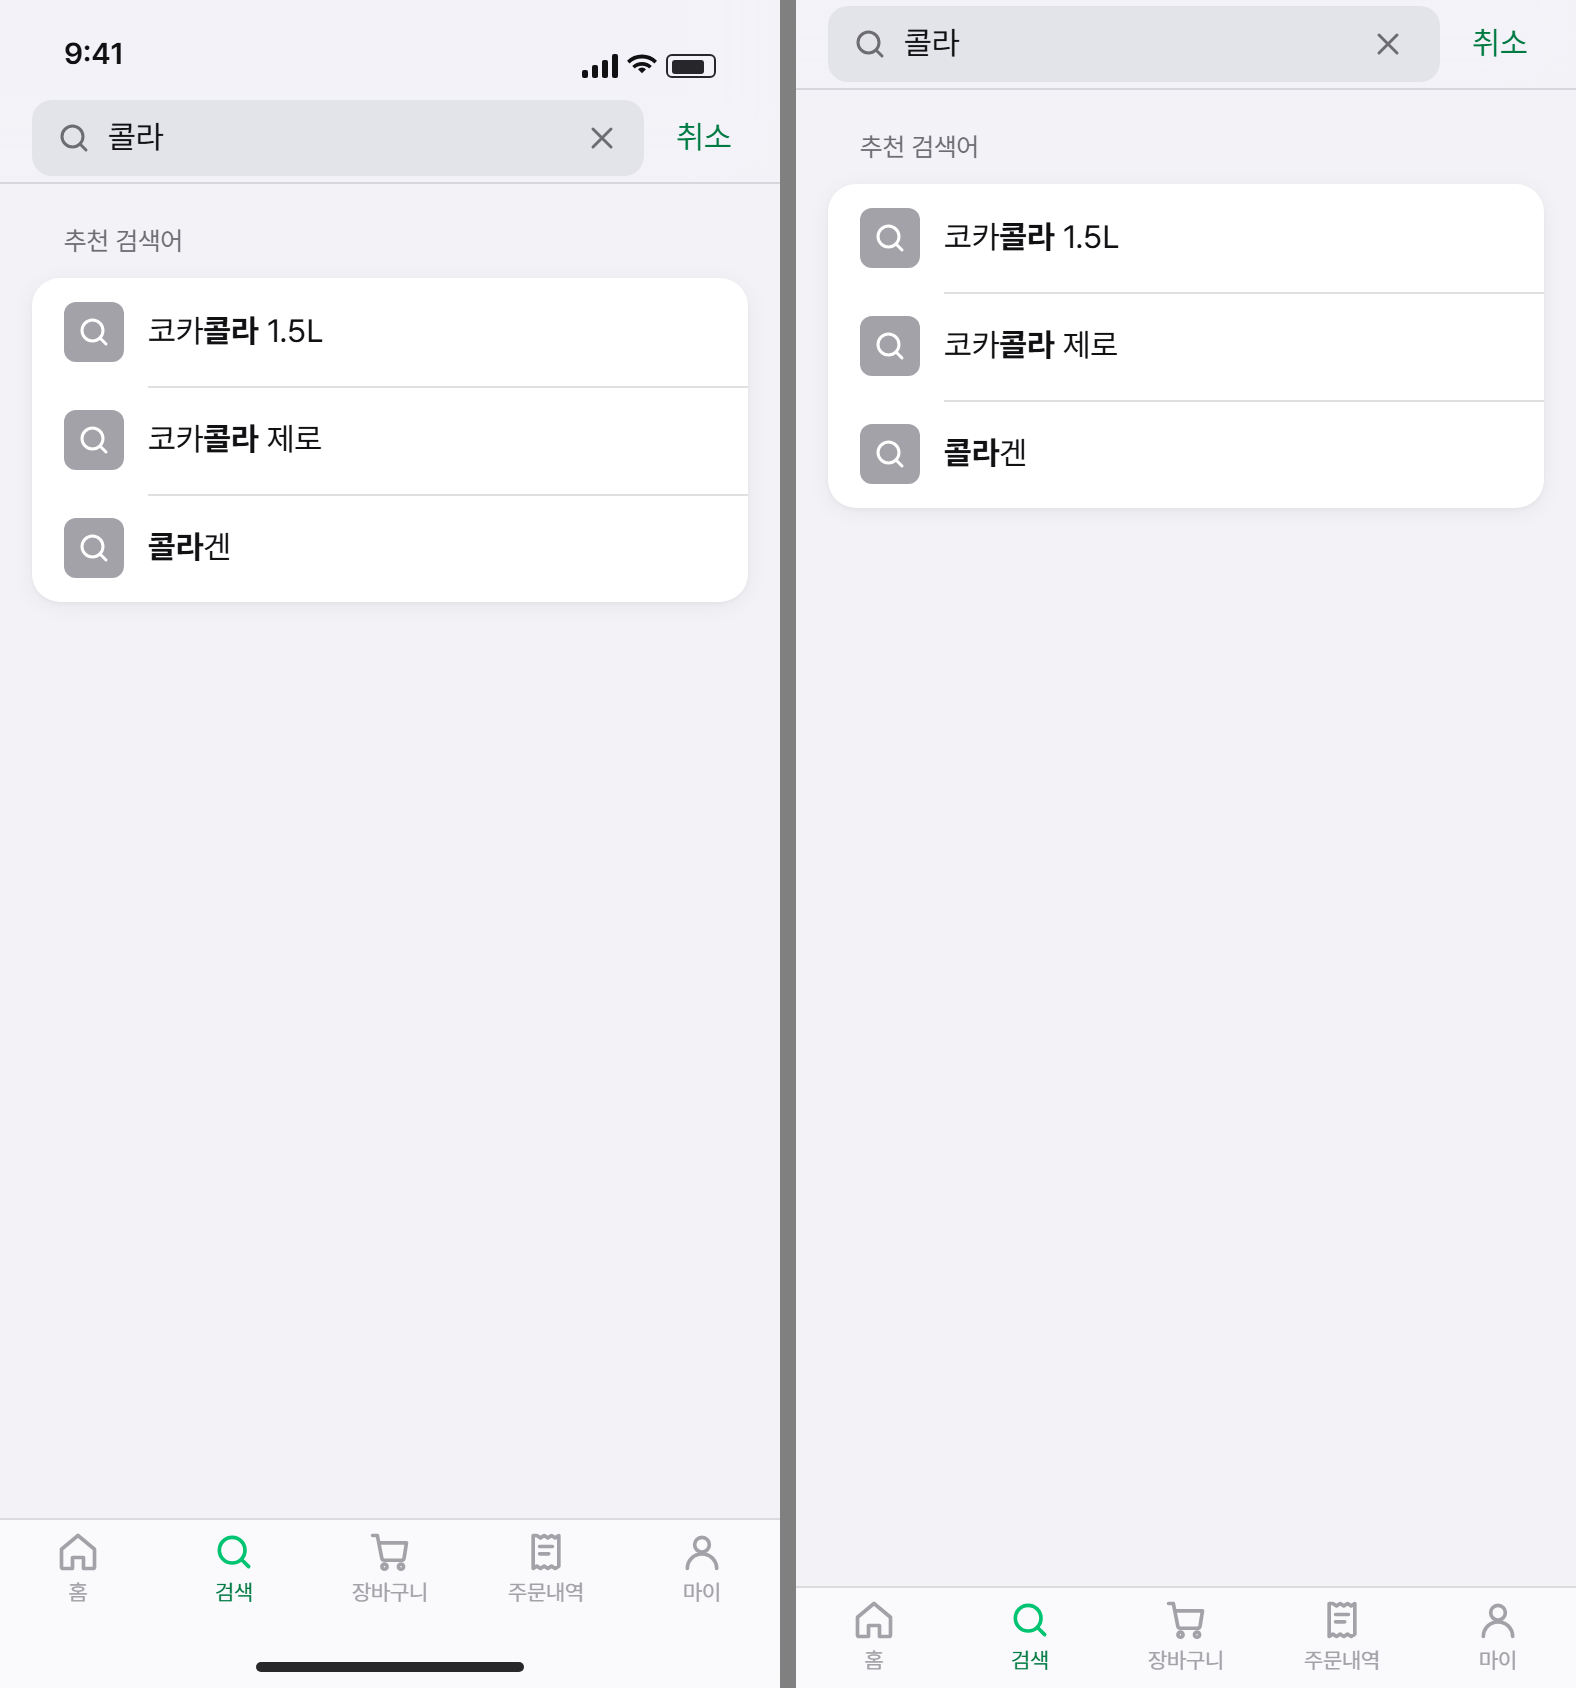 9:41
콜라
취소
추천 검색어
코카콜라 1.5L
코카콜라 제로
콜라겐
홈
검색
장바구니
주문내역
마이
콜라
취소
추천 검색어
코카콜라 1.5L
코카콜라 제로
콜라겐
홈
검색
장바구니
주문내역
마이